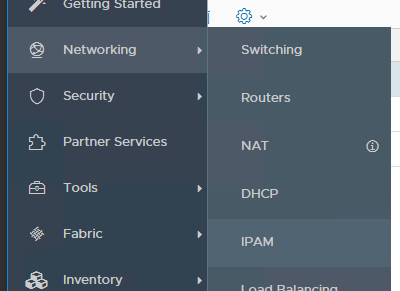 Getting Started
Networking
Security
Partner Services
Tools
Fabric
Inventory
Switching
Routers
NAT
DHCP
IPAM
Load Balancing